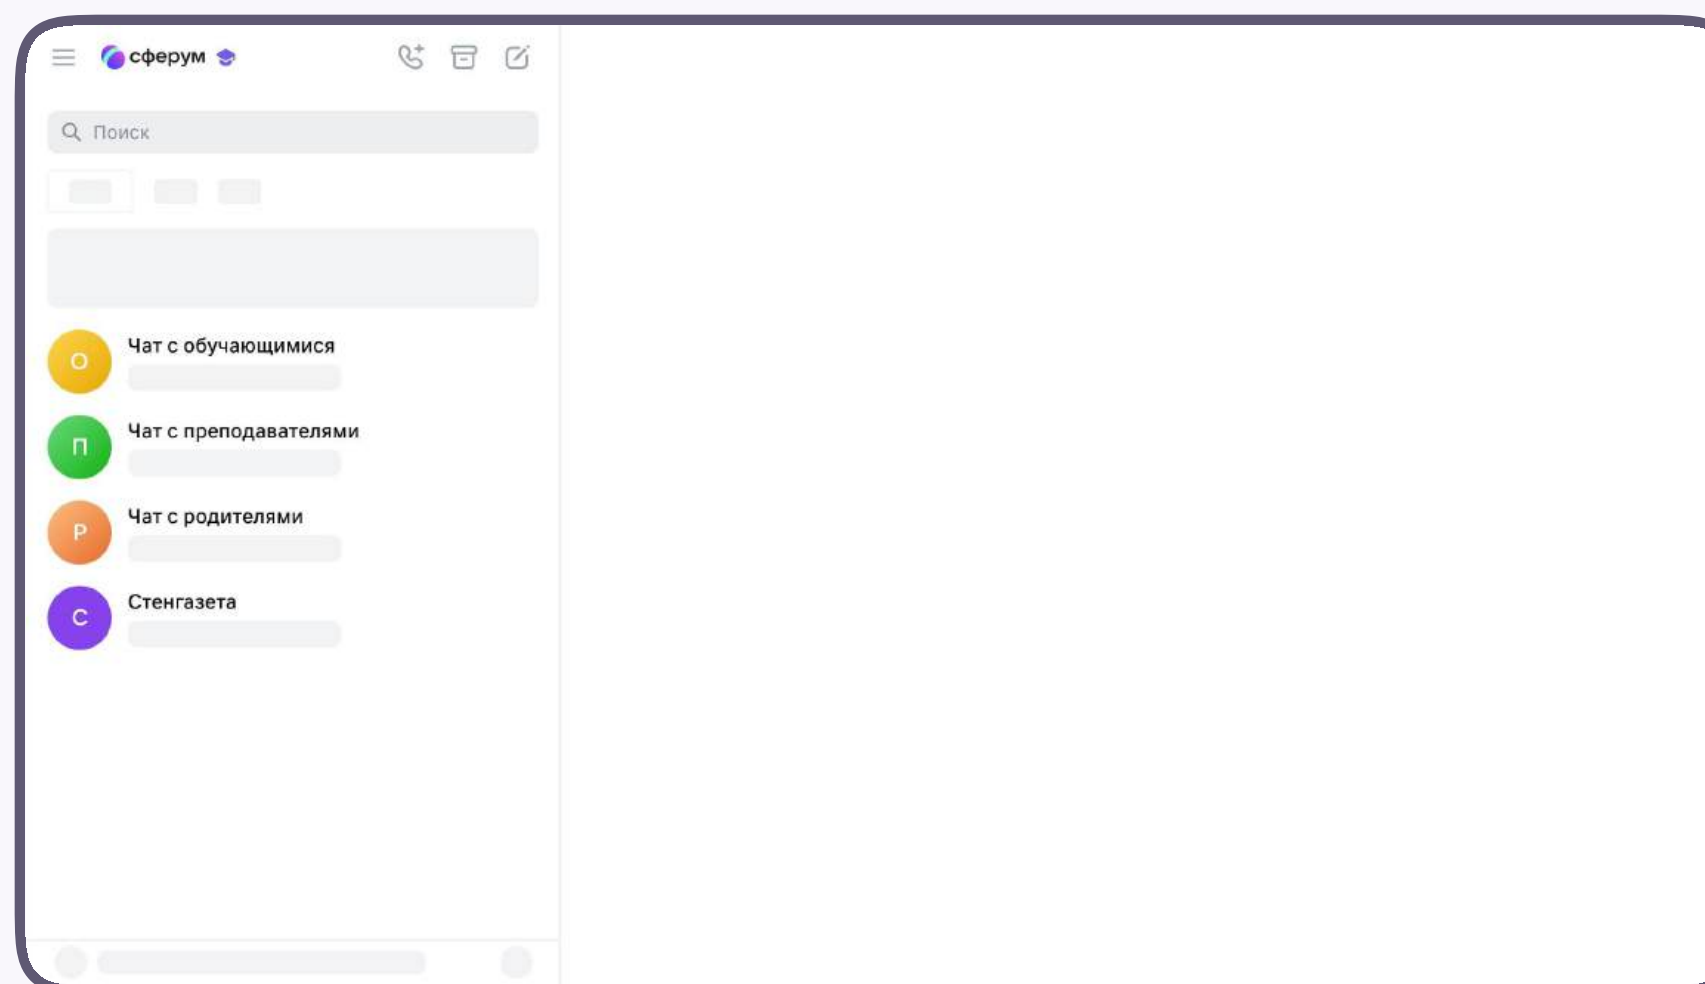 сферум
Поиск
О
Чат с обучающимися
П
Чат с преподавателями
Р
Чат с родителями
С
Стенгазета